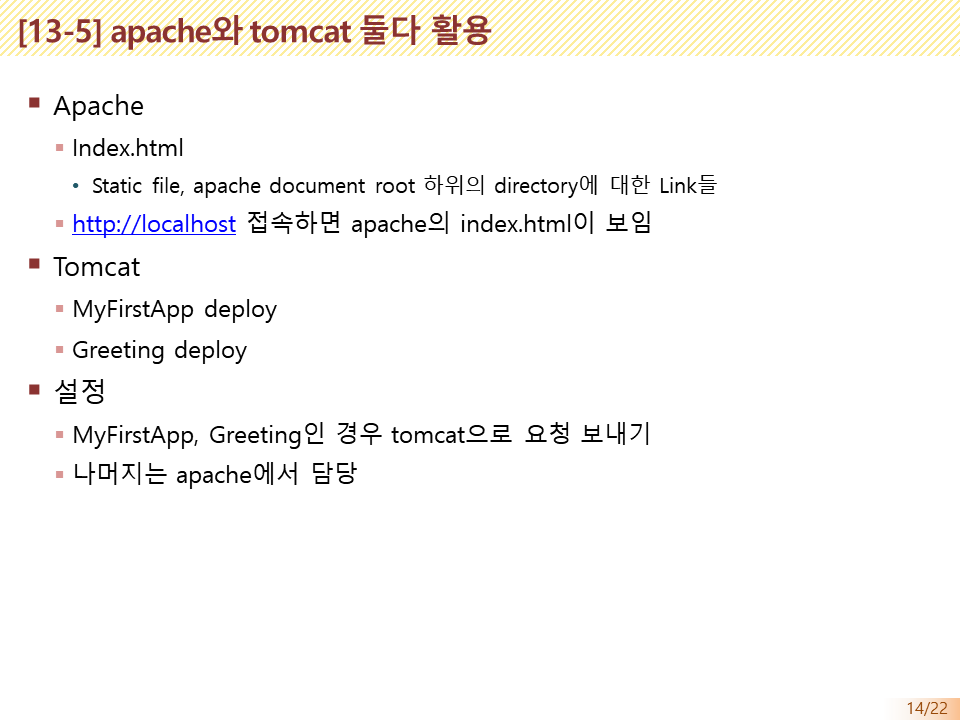 [13-5] apache와 tomcat 둘다 활용
Apache
Index.html
Static file, apache document root 하위의 directory에 대한 Link들
http://localhost 접속하면 apache의 index.html이 보임
Tomcat
MyFirstApp deploy
Greeting deploy
설정
MyFirstApp, Greeting인 경우 tomcat으로 요청 보내기
나머지는 apache에서 담당
14/22